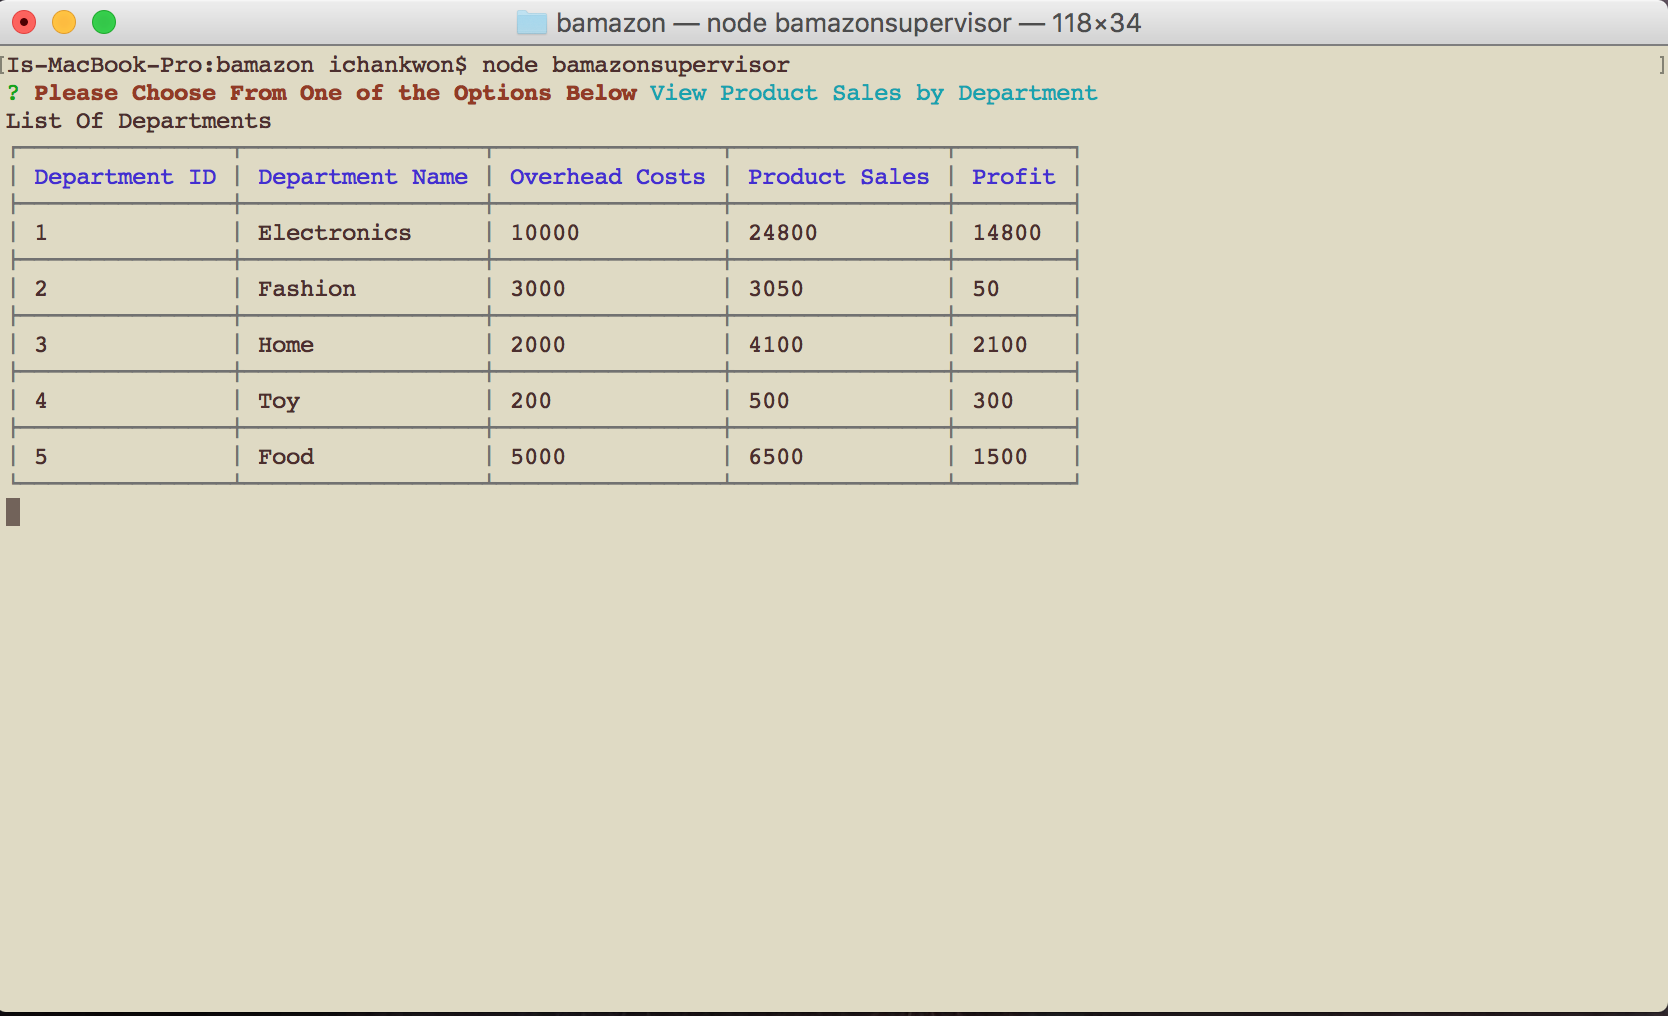 bamazon — node bamazonsupervisor — 118×34
[Is-MacBook-Pro:bamazon ichankwon$ node bamazonsupervisor ]
? Please Choose From One of the Options Below View Product Sales by Department
List Of Departments
Department ID Department Name Overhead Costs Product Sales Profit
1 Electronics 10000 24800 14800
2 Fashion 3000 3050 50
3 Home 2000 4100 2100
4 Toy 200 500 300
5 Food 5000 6500 1500